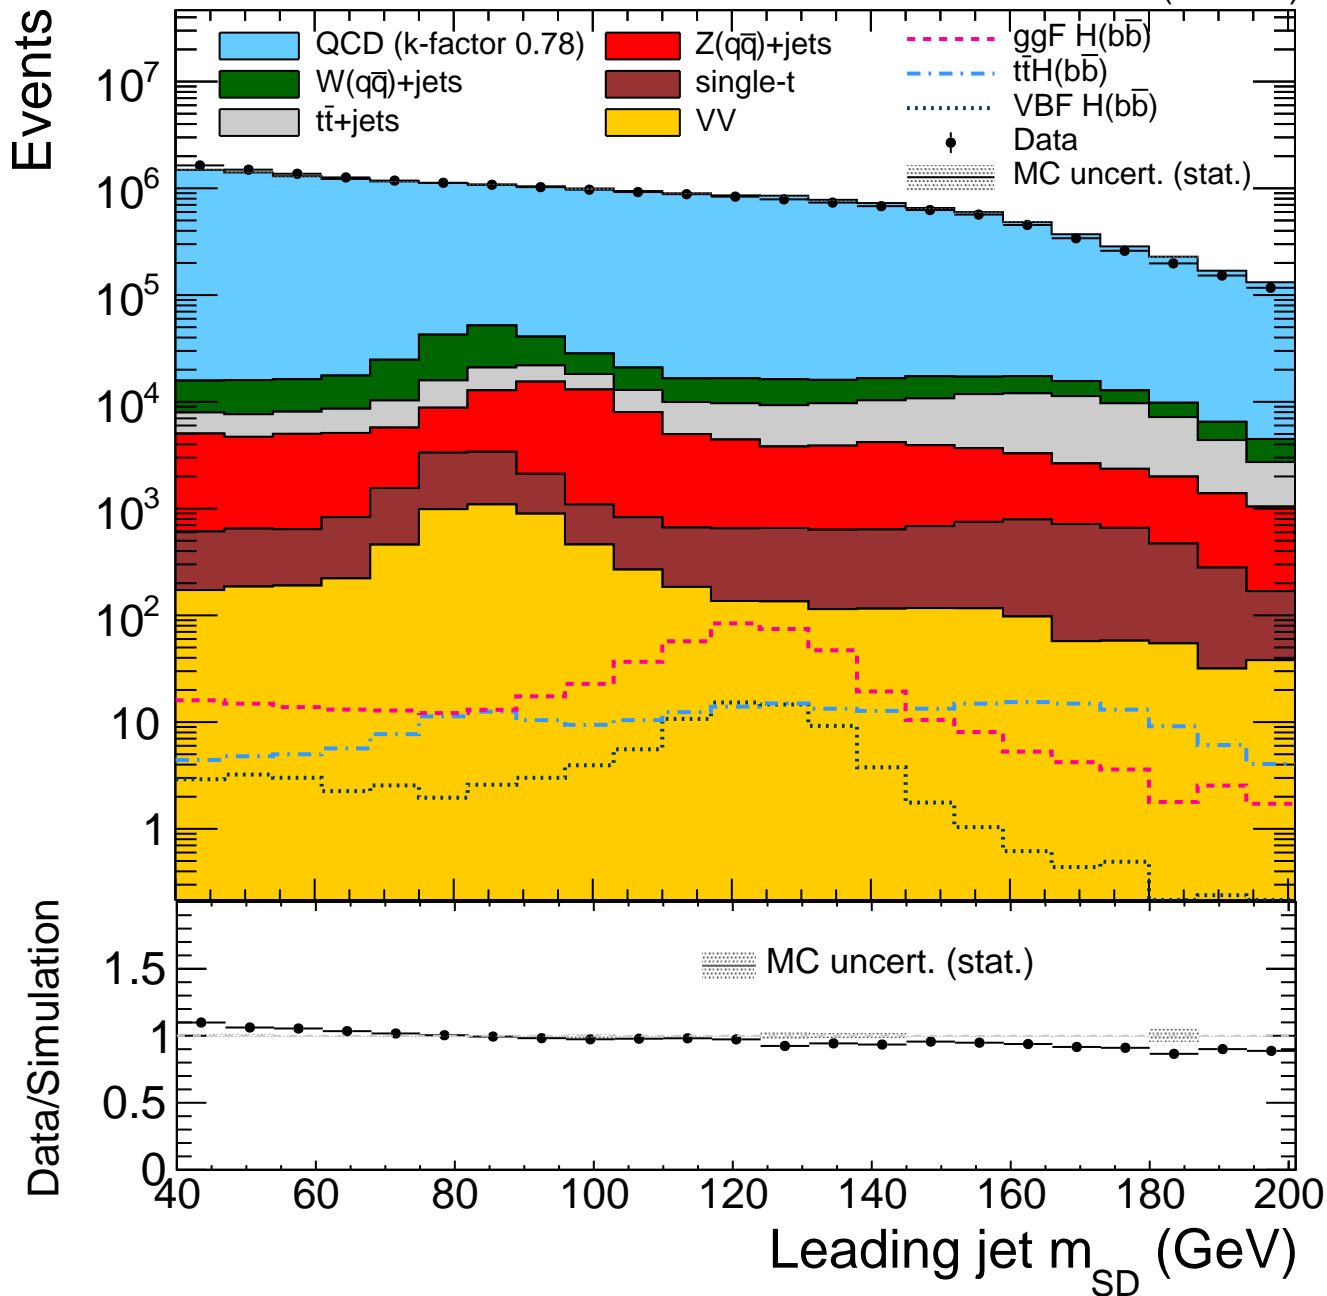 Events
QCD (k-factor 0.78)
W(qq̄)+jets
tt̄+jets
Z(qq̄)+jets
single-t
VV
ggF H(bb̄)
tt̄H(bb̄)
VBF H(bb̄)
Data
MC uncert. (stat.)
10⁷
10⁶
10⁵
10⁴
10³
10²
10
1
Data/Simulation
MC uncert. (stat.)
1.5
1
0.5
0
40 60 80 100 120 140 160 180 200
Leading jet m_SD (GeV)